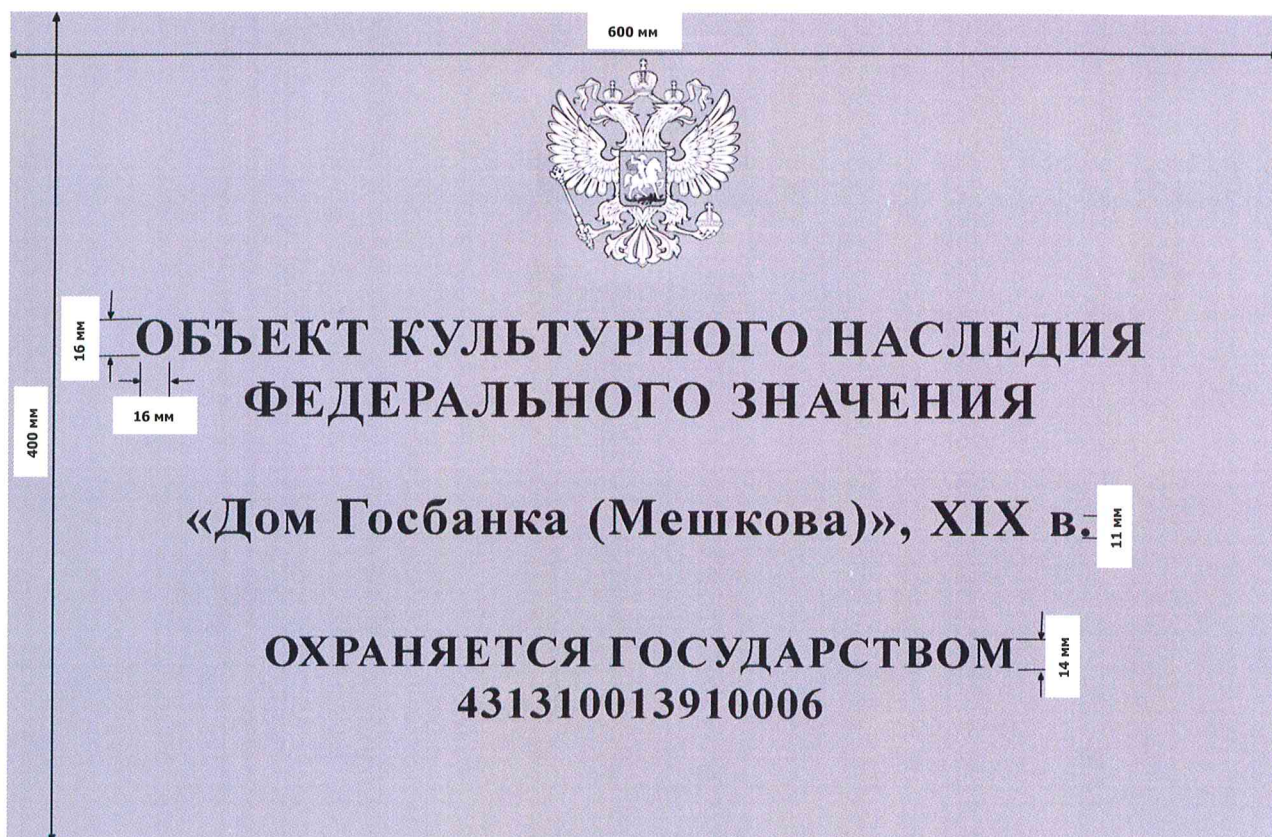 600 мм
16 мм
ОБЪЕКТ КУЛЬТУРНОГО НАСЛЕДИЯ
ФЕДЕРАЛЬНОГО ЗНАЧЕНИЯ
16 мм
400 мм
«Дом Госбанка (Мешкова)», XIX в.
11 мм
ОХРАНЯЕТСЯ ГОСУДАРСТВОМ
14 мм
431310013910006